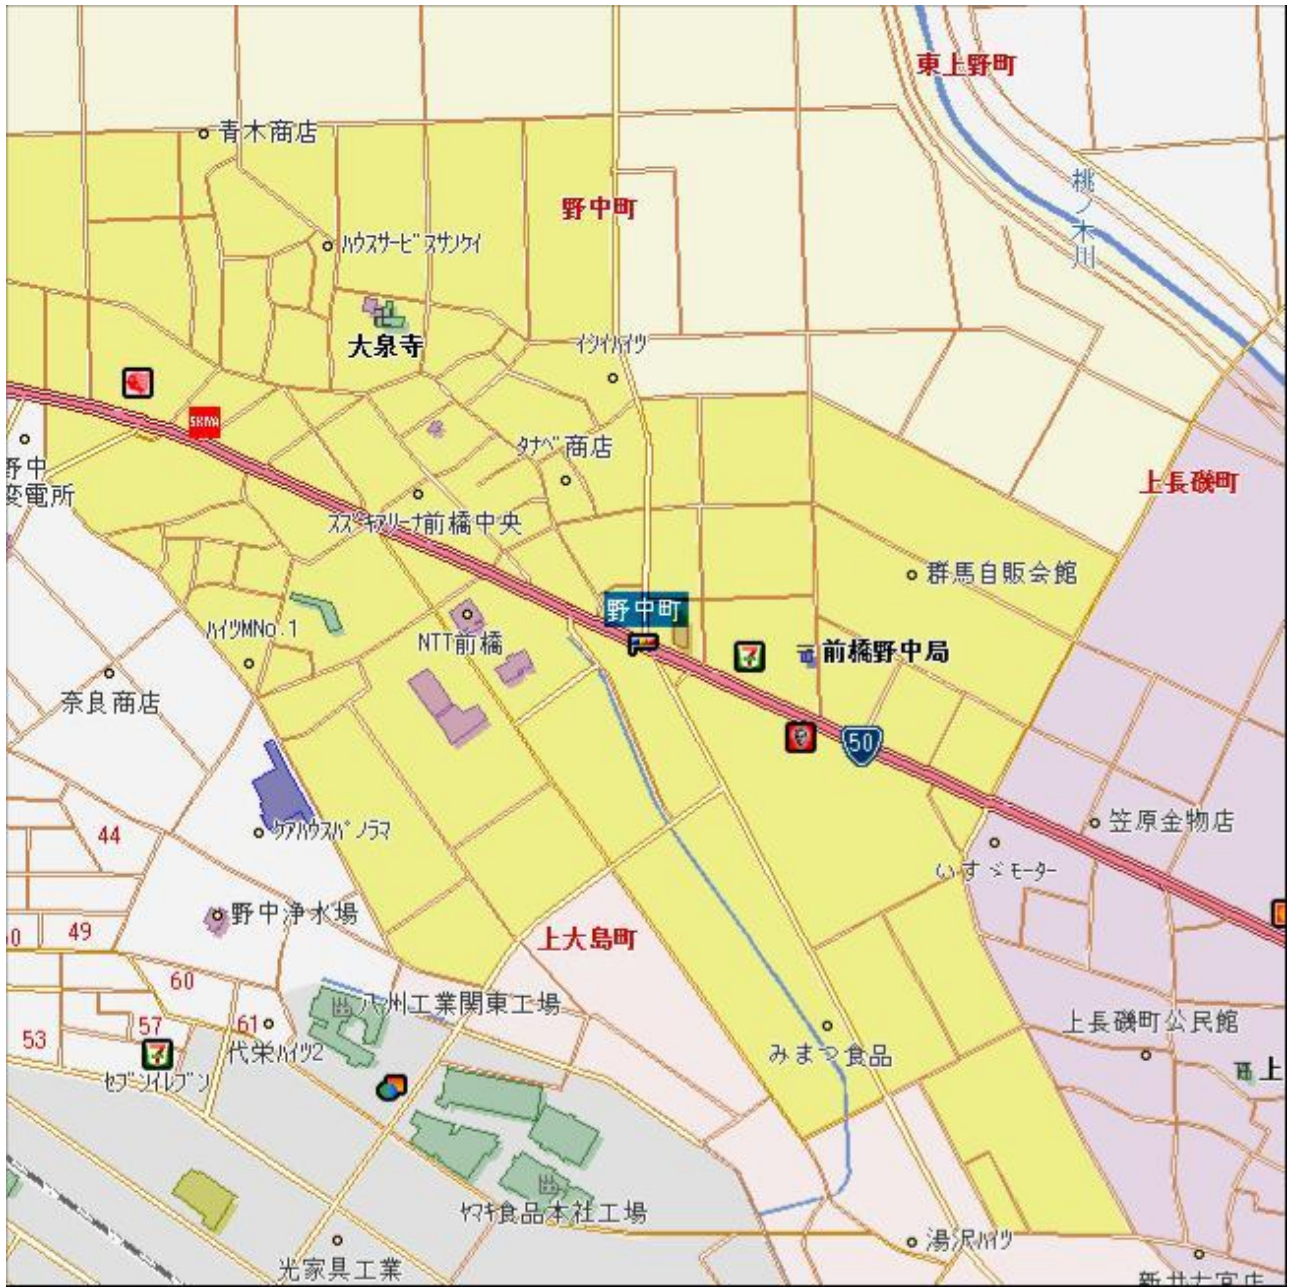 東上野町
青木商店
桃ノ木川
野中町
ﾊｳｽｻｰﾋﾞｽｻﾝｹｲ
大泉寺
ｲｼｲﾊｲﾂ
SKIYA
野中
変電所
ﾀﾅﾍﾞ商店
上長磯町
ｽｽﾞｷｱﾘｰﾅ前橋中央
群馬自販会館
野中町
ﾊｲﾂMNo.1
NTT前橋
前橋野中局
奈良商店
50
44
ｹｱﾊｳｽﾊﾟﾉﾗﾏ
笠原金物店
いすゞﾓｰﾀｰ
野中浄水場
49
上大島町
60
八州工業関東工場
53
57
61
代栄ﾊｲﾂ2
みまつ食品
上長磯町公民館
ｾﾌﾞﾝｲﾚﾌﾞﾝ
上
ﾔﾏｷ食品本社工場
湯沢ﾊｲﾂ
光家具工業